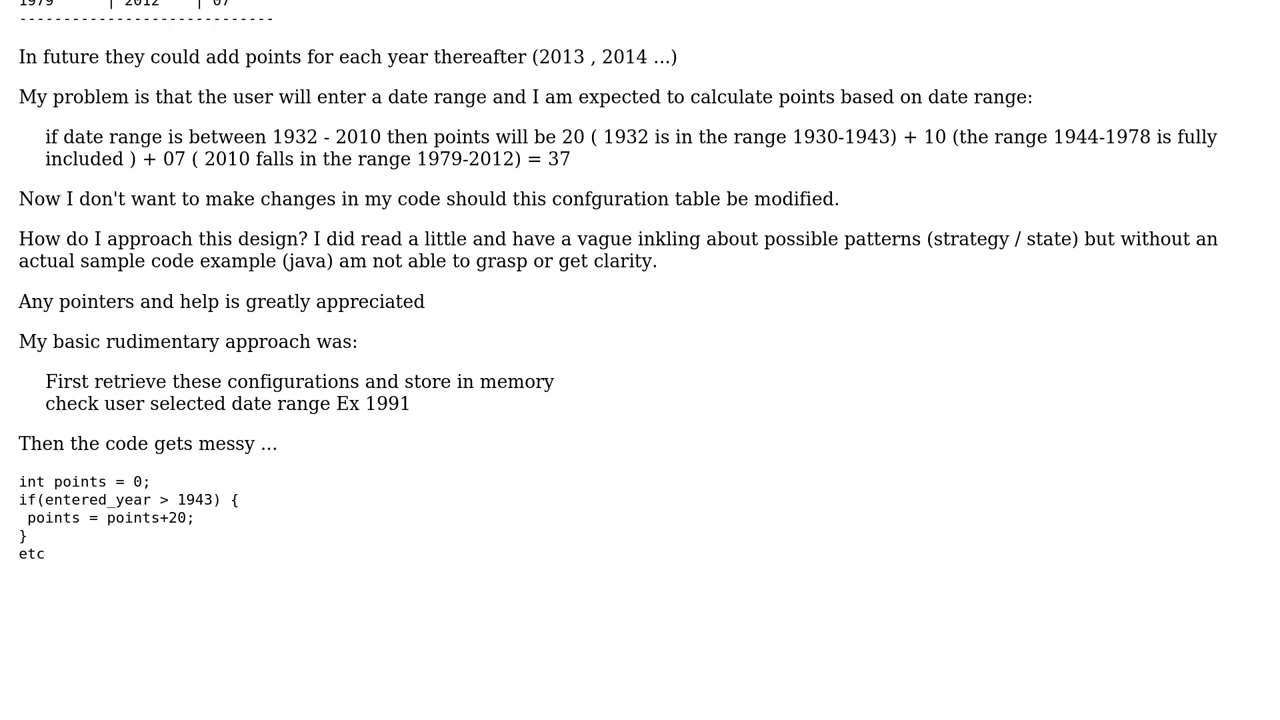 1979      | 2012    | 07
-----------------------------
In future they could add points for each year thereafter (2013 , 2014 ...)
My problem is that the user will enter a date range and I am expected to calculate points based on date range:
if date range is between 1932 - 2010 then points will be 20 ( 1932 is in the range 1930-1943) + 10 (the range 1944-1978 is fully
included ) + 07 ( 2010 falls in the range 1979-2012) = 37
Now I don't want to make changes in my code should this confguration table be modified.
How do I approach this design? I did read a little and have a vague inkling about possible patterns (strategy / state) but without an
actual sample code example (java) am not able to grasp or get clarity.
Any pointers and help is greatly appreciated
My basic rudimentary approach was:
First retrieve these configurations and store in memory
check user selected date range Ex 1991
Then the code gets messy ...
int points = 0;
if(entered_year > 1943) {
 points = points+20;
}
etc